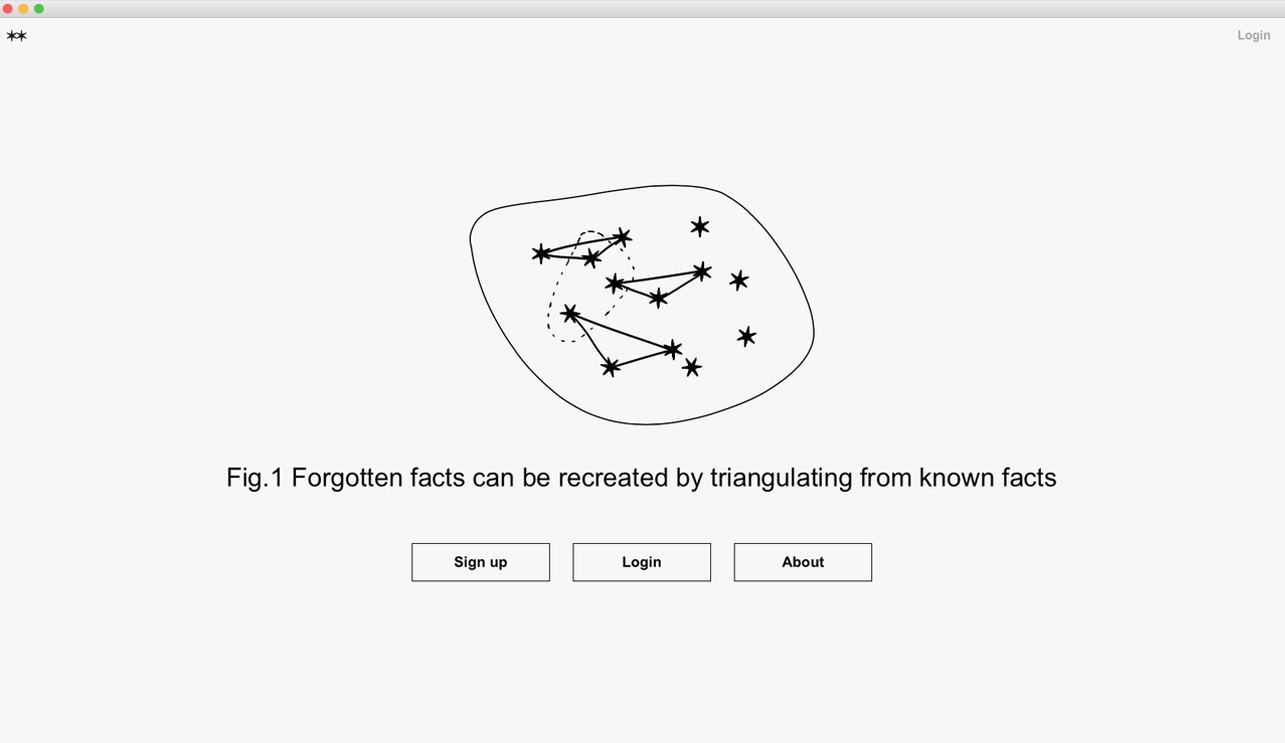 Login
Fig.1 Forgotten facts can be recreated by triangulating from known facts
Sign up
Login
About